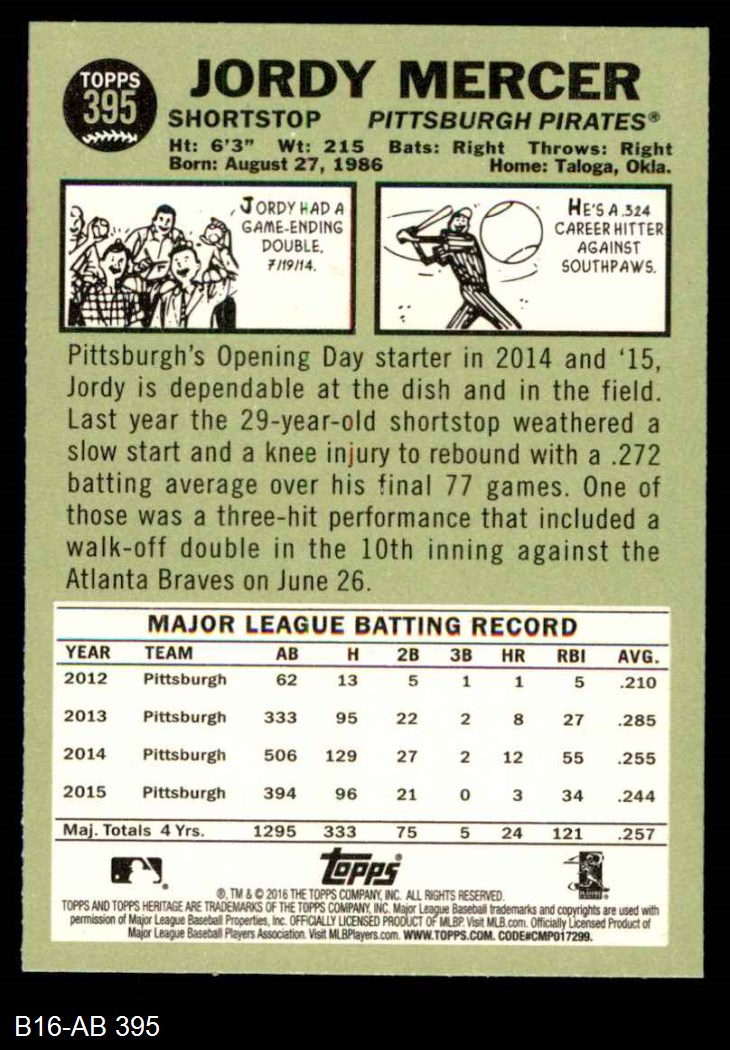 TOPPS
395
JORDY MERCER
SHORTSTOP PITTSBURGH PIRATES®
Ht: 6'3" Wt: 215 Bats: Right Throws: Right
Born: August 27, 1986 Home: Taloga, Okla.
JORDY HAD A
GAME-ENDING
DOUBLE.
7/19/14.
HE'S A .324
CAREER HITTER
AGAINST
SOUTHPAWS.
Pittsburgh's Opening Day starter in 2014 and '15,
Jordy is dependable at the dish and in the field.
Last year the 29-year-old shortstop weathered a
slow start and a knee injury to rebound with a .272
batting average over his final 77 games. One of
those was a three-hit performance that included a
walk-off double in the 10th inning against the
Atlanta Braves on June 26.
MAJOR LEAGUE BATTING RECORD
YEAR TEAM AB H 2B 3B HR RBI AVG.
2012 Pittsburgh 62 13 5 1 1 5 .210
2013 Pittsburgh 333 95 22 2 8 27 .285
2014 Pittsburgh 506 129 27 2 12 55 .255
2015 Pittsburgh 394 96 21 0 3 34 .244
Maj. Totals 4 Yrs. 1295 333 75 5 24 121 .257
Topps®
®, TM & © 2016 THE TOPPS COMPANY, INC. ALL RIGHTS RESERVED.
TOPPS AND TOPPS HERITAGE ARE TRADEMARKS OF THE TOPPS COMPANY, INC. Major League Baseball trademarks and copyrights are used with
permission of Major League Baseball Properties, Inc. OFFICIALLY LICENSED PRODUCT OF MLBP. Visit MLB.com. Officially Licensed Product of
Major League Baseball Players Association. Visit MLBPlayers.com. WWW.TOPPS.COM. CODE#CMP017299.
B16-AB 395